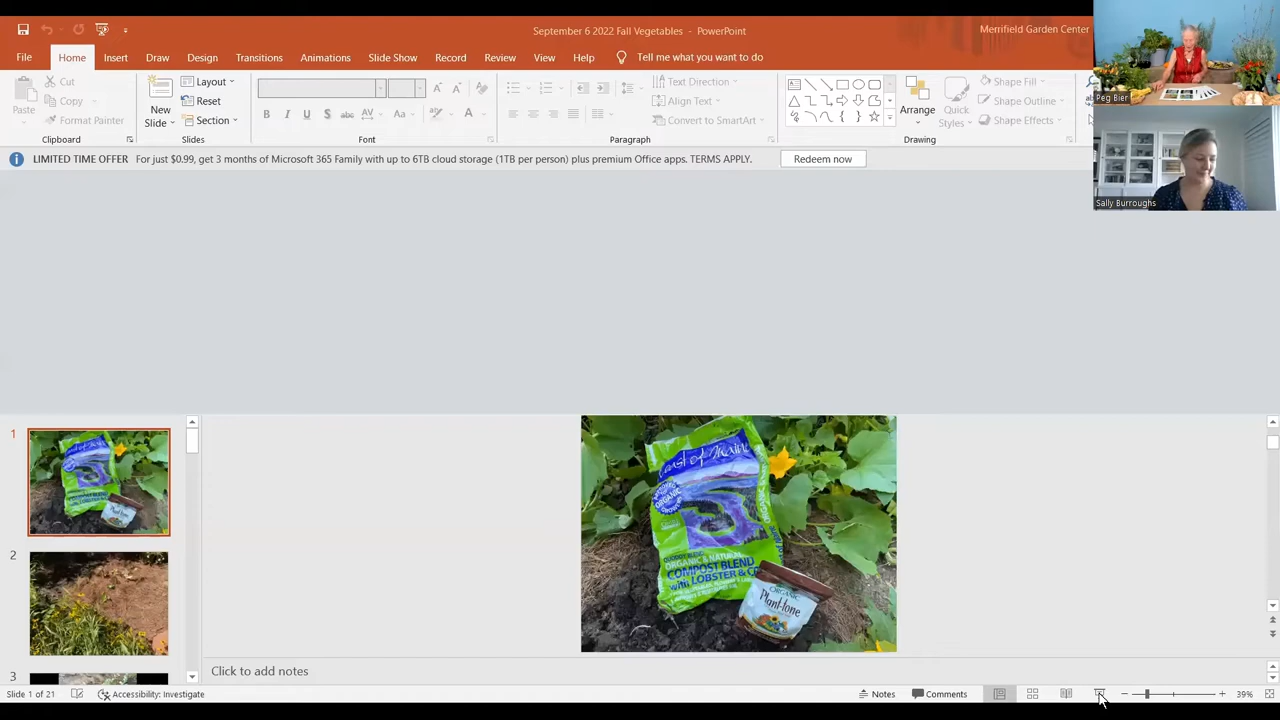 September 6 2022 Fall Vegetables - PowerPoint
Merrifield Garden Center
File Home Insert Draw Design Transitions Animations Slide Show Record Review View Help Tell me what you want to do
Paste
Cut
Copy
Format Painter
Clipboard
New Slide
Layout
Reset
Section
Slides
Font
Text Direction
Align Text
Convert to SmartArt
Paragraph
Arrange
Quick Styles
Shape Fill
Shape Outline
Shape Effects
Drawing
Peg Bier
Sally Burroughs
LIMITED TIME OFFER For just $0.99, get 3 months of Microsoft 365 Family with up to 6TB cloud storage (1TB per person) plus premium Office apps. TERMS APPLY. Redeem now
1
2
3
Coast of Maine
APPROVED
ORGANIC
GROWERS
QUODDY BLEND
ORGANIC & NATURAL
COMPOST BLEND
with LOBSTER &
ORGANIC
Plant-tone
Click to add notes
Slide 1 of 21 Accessibility: Investigate Notes Comments 39%